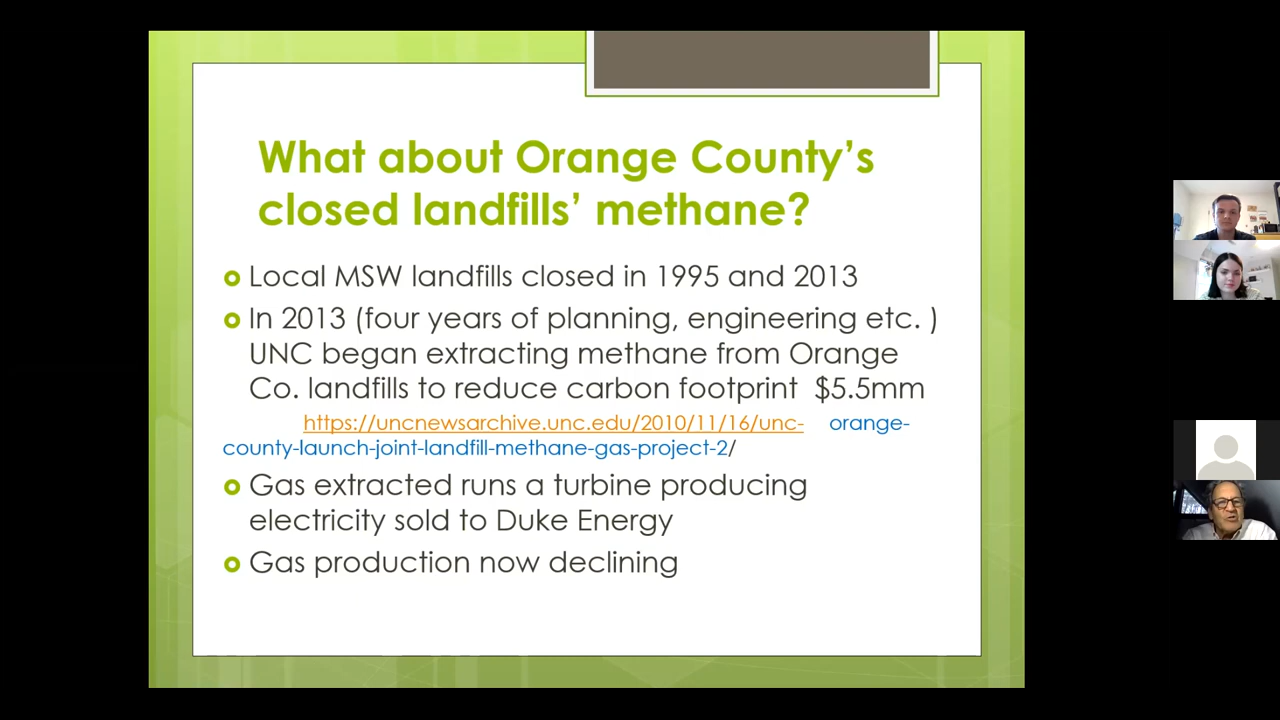 What about Orange County’s
closed landfills’ methane?
Local MSW landfills closed in 1995 and 2013
In 2013 (four years of planning, engineering etc. )
UNC began extracting methane from Orange
Co. landfills to reduce carbon footprint $5.5mm
https://uncnewsarchive.unc.edu/2010/11/16/unc- orange-
county-launch-joint-landfill-methane-gas-project-2/
Gas extracted runs a turbine producing
electricity sold to Duke Energy
Gas production now declining